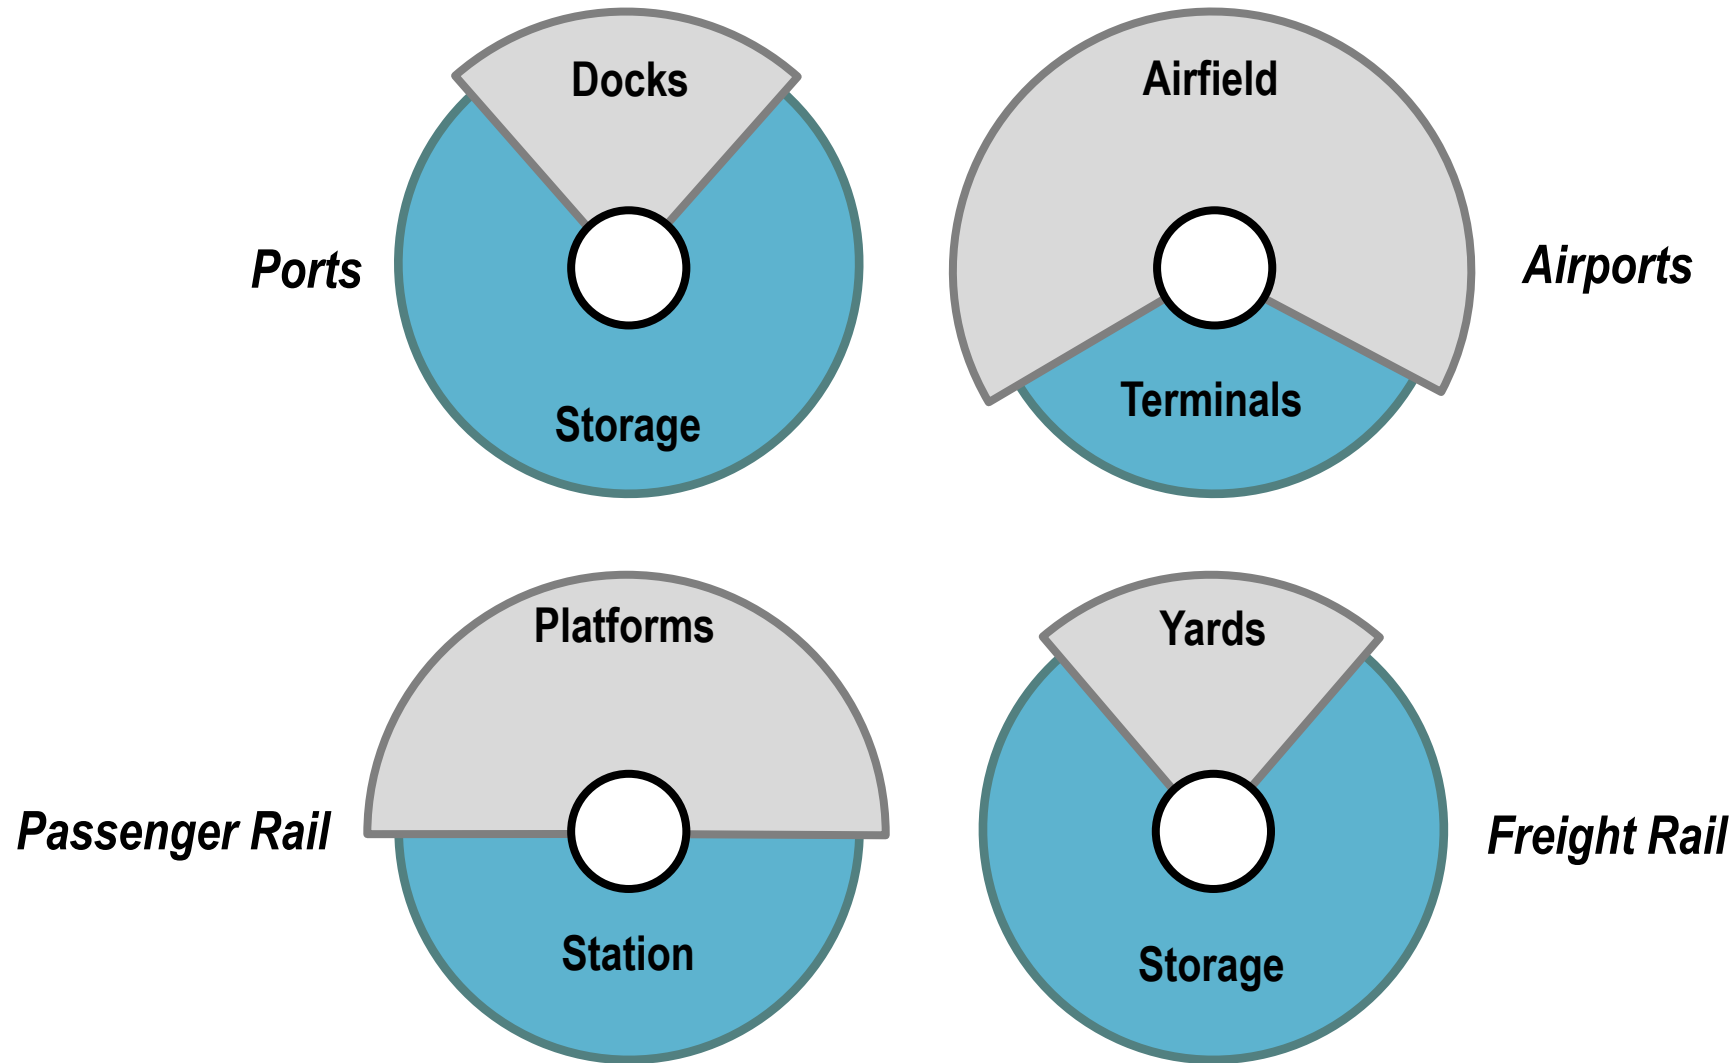 Docks
Airfield
Ports
Airports
Terminals
Storage
Platforms
Yards
Passenger Rail
Freight Rail
Station
Storage